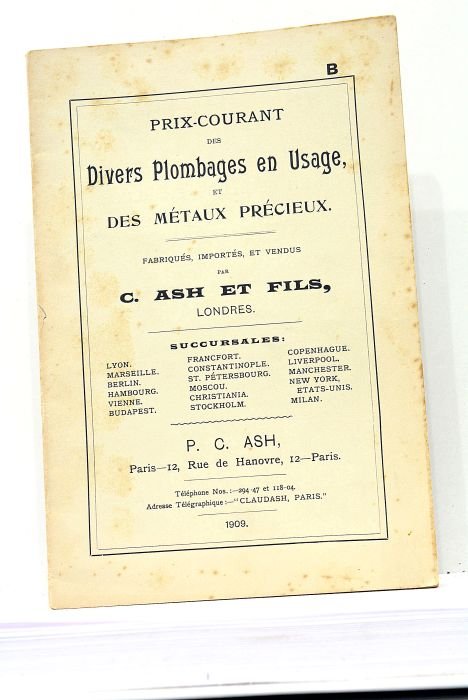 B
PRIX-COURANT
DES
Divers Plombages en Usage,
ET
DES MÉTAUX PRÉCIEUX.
FABRIQUÉS, IMPORTÉS, ET VENDUS
PAR
C. ASH ET FILS,
LONDRES.
SUCCURSALES:
LYON.
MARSEILLE.
BERLIN.
HAMBOURG.
VIENNE.
BUDAPEST.
FRANCFORT.
CONSTANTINOPLE.
ST. PÉTERSBOURG.
MOSCOU.
CHRISTIANIA.
STOCKHOLM.
COPENHAGUE.
LIVERPOOL.
MANCHESTER.
NEW YORK,
ETATS-UNIS.
MILAN.
P. C. ASH,
Paris—12, Rue de Hanovre, 12—Paris.
Téléphone Nos.:—294-47 et 118-04.
Adresse Télégraphique:—"CLAUDASH, PARIS."
1909.